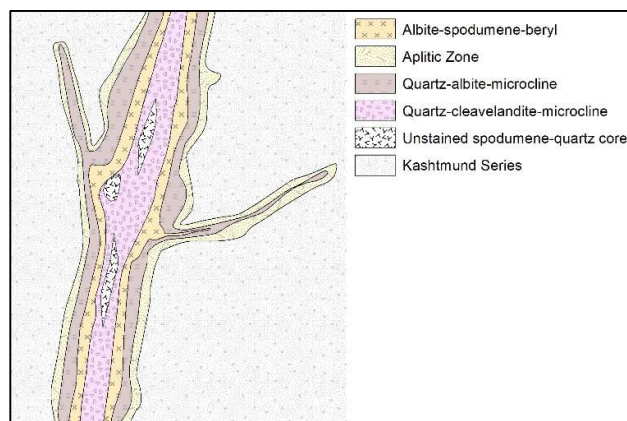 Albite-spodumene-beryl
Aplitic Zone
Quartz-albite-microcline
Quartz-cleavelandite-microcline
Unstained spodumene-quartz core
Kashtmund Series